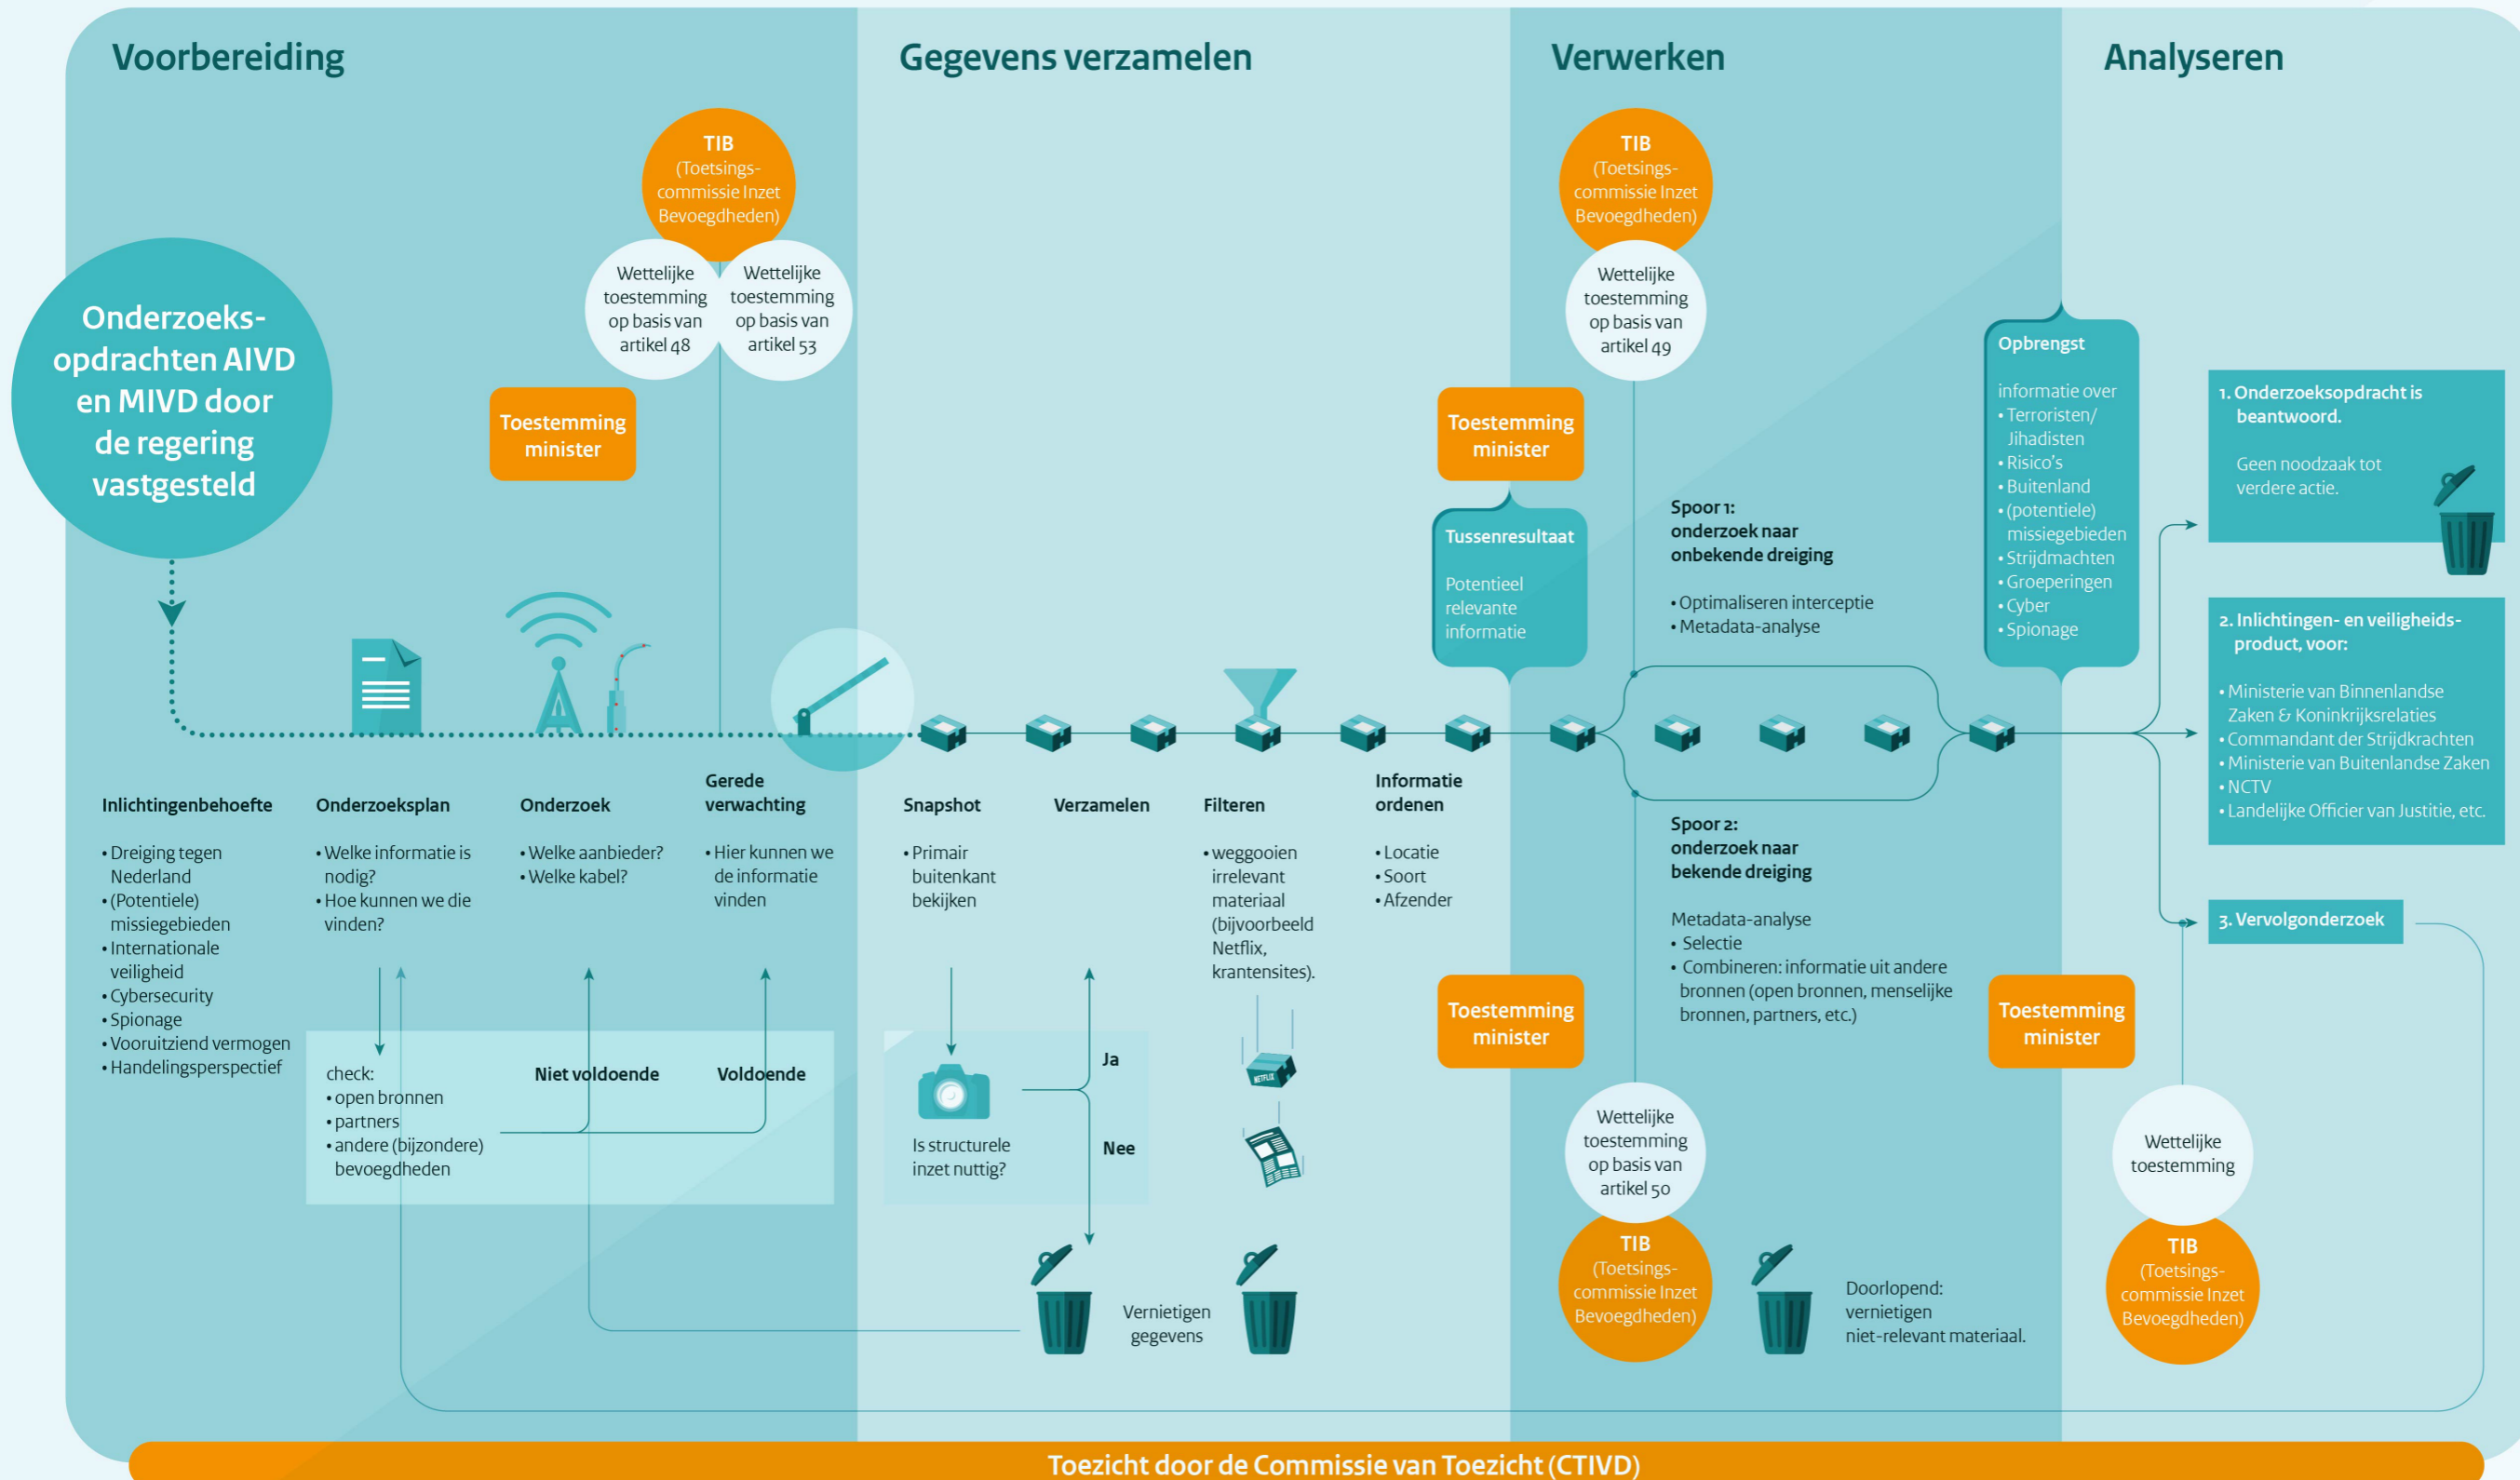 Voorbereiding
Gegevens verzamelen
Verwerken
Analyseren
Onderzoeks-
opdrachten AIVD
en MIVD door
de regering
vastgesteld
TIB
(Toetsings-
commissie Inzet
Bevoegdheden)
Wettelijke
toestemming
op basis van
artikel 48
Wettelijke
toestemming
op basis van
artikel 53
Toestemming
minister
Inlichtingenbehoefte
• Dreiging tegen
Nederland
• (Potentiele)
missiegebieden
• Internationale
veiligheid
• Cybersecurity
• Spionage
• Vooruitziend vermogen
• Handelingsperspectief
Onderzoeksplan
• Welke informatie is
nodig?
• Hoe kunnen we die
vinden?
Onderzoek
• Welke aanbieder?
• Welke kabel?
Gerede
verwachting
• Hier kunnen we
de informatie
vinden
check:
• open bronnen
• partners
• andere (bijzondere)
bevoegdheden
Niet voldoende
Voldoende
Snapshot
• Primair
buitenkant
bekijken
Verzamelen
Filteren
• weggooien
irrelevant
materiaal
(bijvoorbeeld
Netflix,
krantensites).
Informatie
ordenen
• Locatie
• Soort
• Afzender
Is structurele
inzet nuttig?
Ja
Nee
NETFLIX
Vernietigen
gegevens
Toestemming
minister
Tussenresultaat
Potentieel
relevante
informatie
TIB
(Toetsings-
commissie Inzet
Bevoegdheden)
Wettelijke
toestemming
op basis van
artikel 49
Spoor 1:
onderzoek naar
onbekende dreiging
• Optimaliseren interceptie
• Metadata-analyse
Spoor 2:
onderzoek naar
bekende dreiging
Metadata-analyse
• Selectie
• Combineren: informatie uit andere
bronnen (open bronnen, menselijke
bronnen, partners, etc.)
Toestemming
minister
Wettelijke
toestemming
op basis van
artikel 50
TIB
(Toetsings-
commissie Inzet
Bevoegdheden)
Doorlopend:
vernietigen
niet-relevant materiaal.
Opbrengst
informatie over
• Terroristen/
Jihadisten
• Risico's
• Buitenland
• (potentiele)
missiegebieden
• Strijdmachten
• Groeperingen
• Cyber
• Spionage
1. Onderzoeksopdracht is
beantwoord.
Geen noodzaak tot
verdere actie.
2. Inlichtingen- en veiligheids-
product, voor:
• Ministerie van Binnenlandse
Zaken & Koninkrijksrelaties
• Commandant der Strijdkrachten
• Ministerie van Buitenlandse Zaken
• NCTV
• Landelijke Officier van Justitie, etc.
3. Vervolgonderzoek
Toestemming
minister
Wettelijke
toestemming
TIB
(Toetsings-
commissie Inzet
Bevoegdheden)
Toezicht door de Commissie van Toezicht (CTIVD)